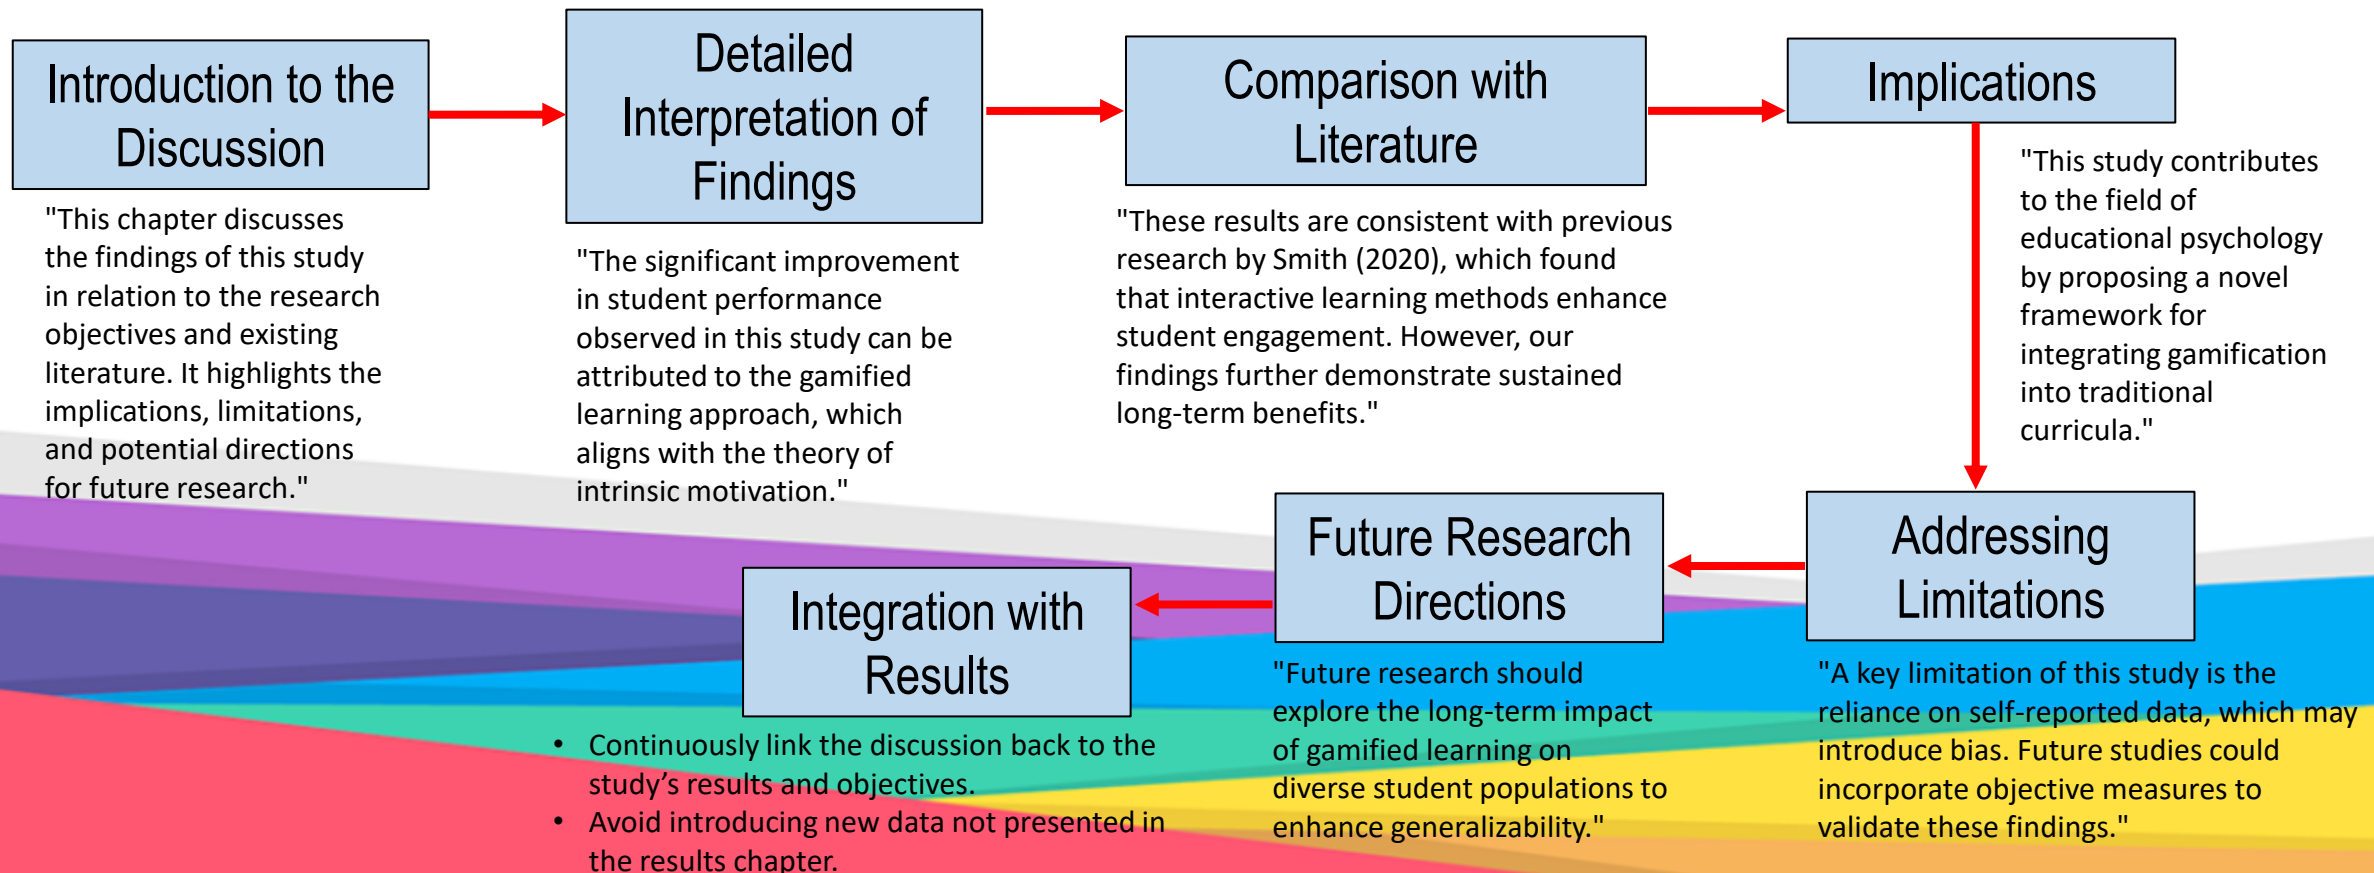 Introduction to the
Discussion
"This chapter discusses
the findings of this study
in relation to the research
objectives and existing
literature. It highlights the
implications, limitations,
and potential directions
for future research."
Detailed
Interpretation of
Findings
"The significant improvement
in student performance
observed in this study can be
attributed to the gamified
learning approach, which
aligns with the theory of
intrinsic motivation."
Comparison with
Literature
"These results are consistent with previous
research by Smith (2020), which found
that interactive learning methods enhance
student engagement. However, our
findings further demonstrate sustained
long-term benefits."
Implications
"This study contributes
to the field of
educational psychology
by proposing a novel
framework for
integrating gamification
into traditional
curricula."
Addressing
Limitations
"A key limitation of this study is the
reliance on self-reported data, which may
introduce bias. Future studies could
incorporate objective measures to
validate these findings."
Future Research
Directions
"Future research should
explore the long-term impact
of gamified learning on
diverse student populations to
enhance generalizability."
Integration with
Results
• Continuously link the discussion back to the
study’s results and objectives.
• Avoid introducing new data not presented in
the results chapter.